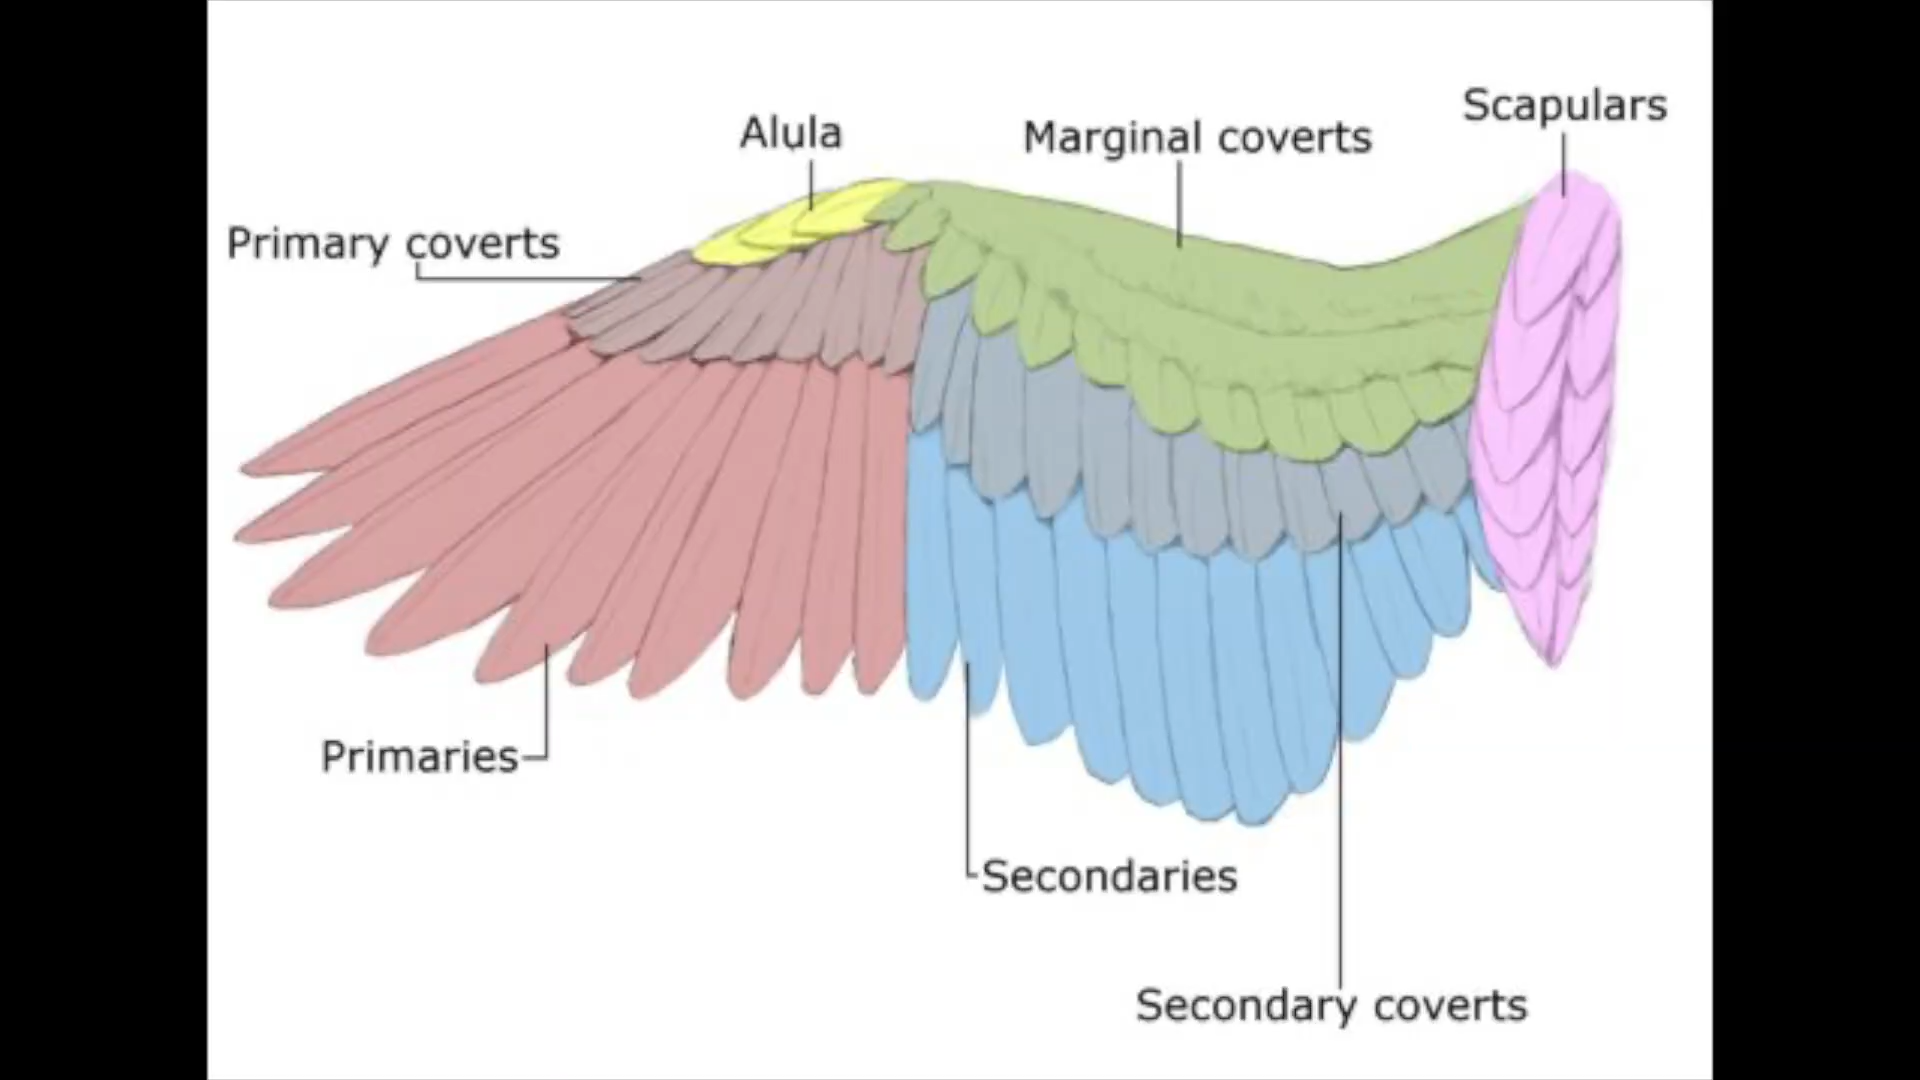 Scapulars
Alula
Marginal coverts
Primary coverts
Primaries
Secondaries
Secondary coverts